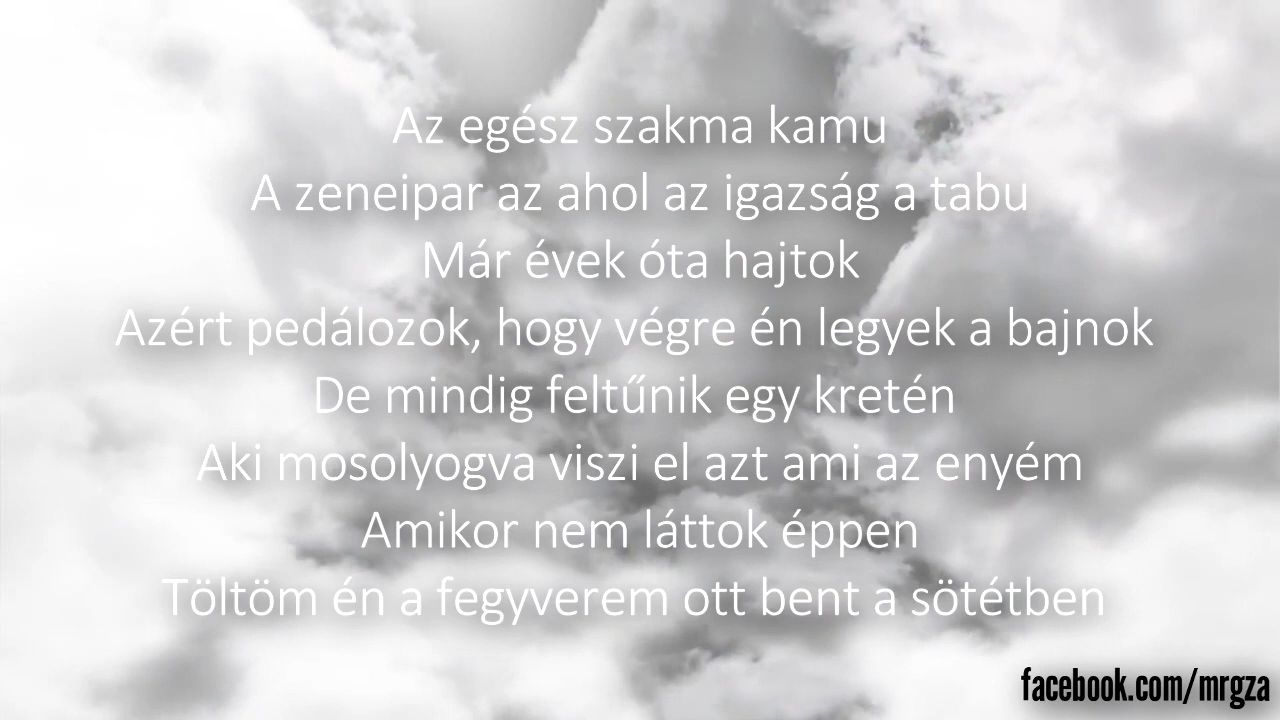 Az egész szakma kamu
A zeneipar az ahol az igazság a tabu
Már évek óta hajtok
Azért pedálozok, hogy végre én legyek a bajnok
De mindig feltűnik egy kretén
Aki mosolyogva viszi el azt ami az enyém
Amikor nem láttok éppen
Töltöm én a fegyverem ott bent a sötétben
facebook.com/mrgza